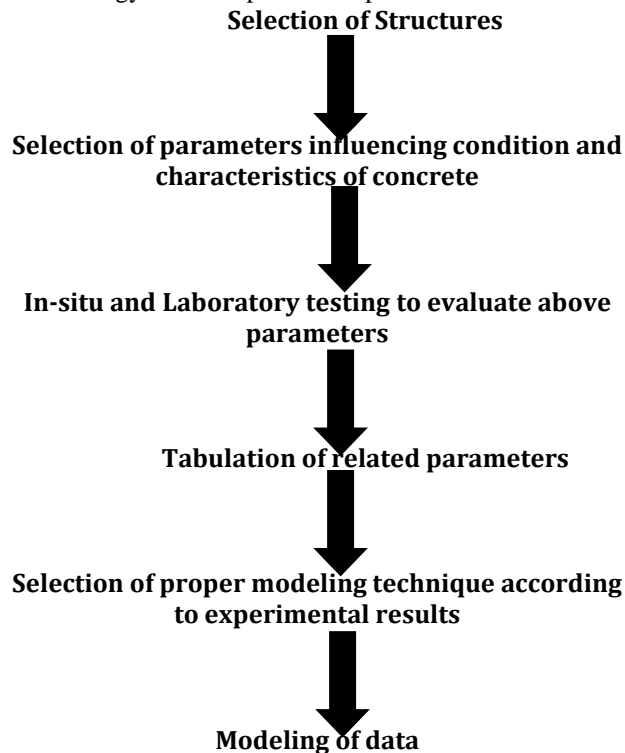 Selection of Structures
Selection of parameters influencing condition and
characteristics of concrete
In-situ and Laboratory testing to evaluate above
parameters
Tabulation of related parameters
Selection of proper modeling technique according
to experimental results
Modeling of data